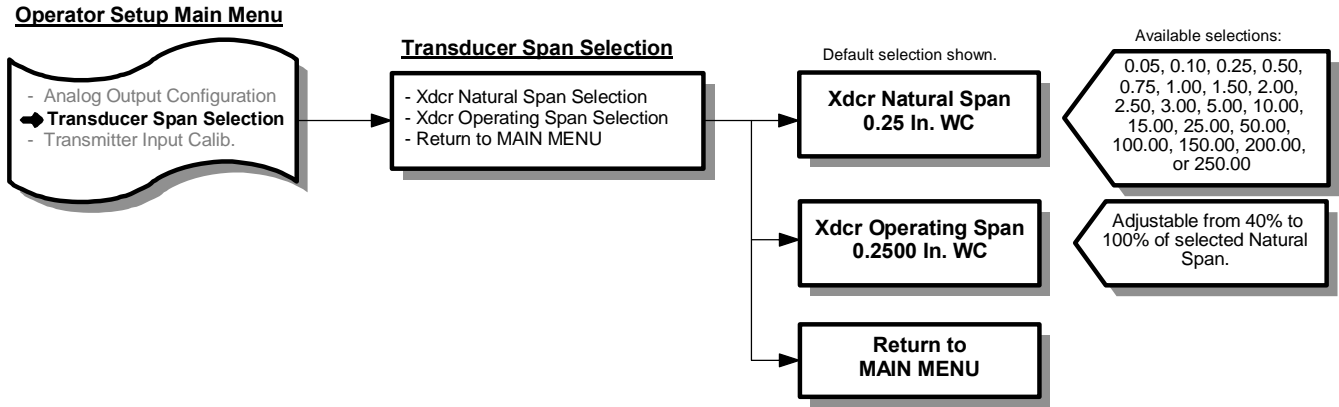 Operator Setup Main Menu
- Analog Output Configuration
Transducer Span Selection
- Transmitter Input Calib.
Transducer Span Selection
- Xdcr Natural Span Selection
- Xdcr Operating Span Selection
- Return to MAIN MENU
Default selection shown.
Xdcr Natural Span
0.25 In. WC
Available selections:
0.05, 0.10, 0.25, 0.50,
0.75, 1.00, 1.50, 2.00,
2.50, 3.00, 5.00, 10.00,
15.00, 25.00, 50.00,
100.00, 150.00, 200.00,
or 250.00
Xdcr Operating Span
0.2500 In. WC
Adjustable from 40% to
100% of selected Natural
Span.
Return to
MAIN MENU